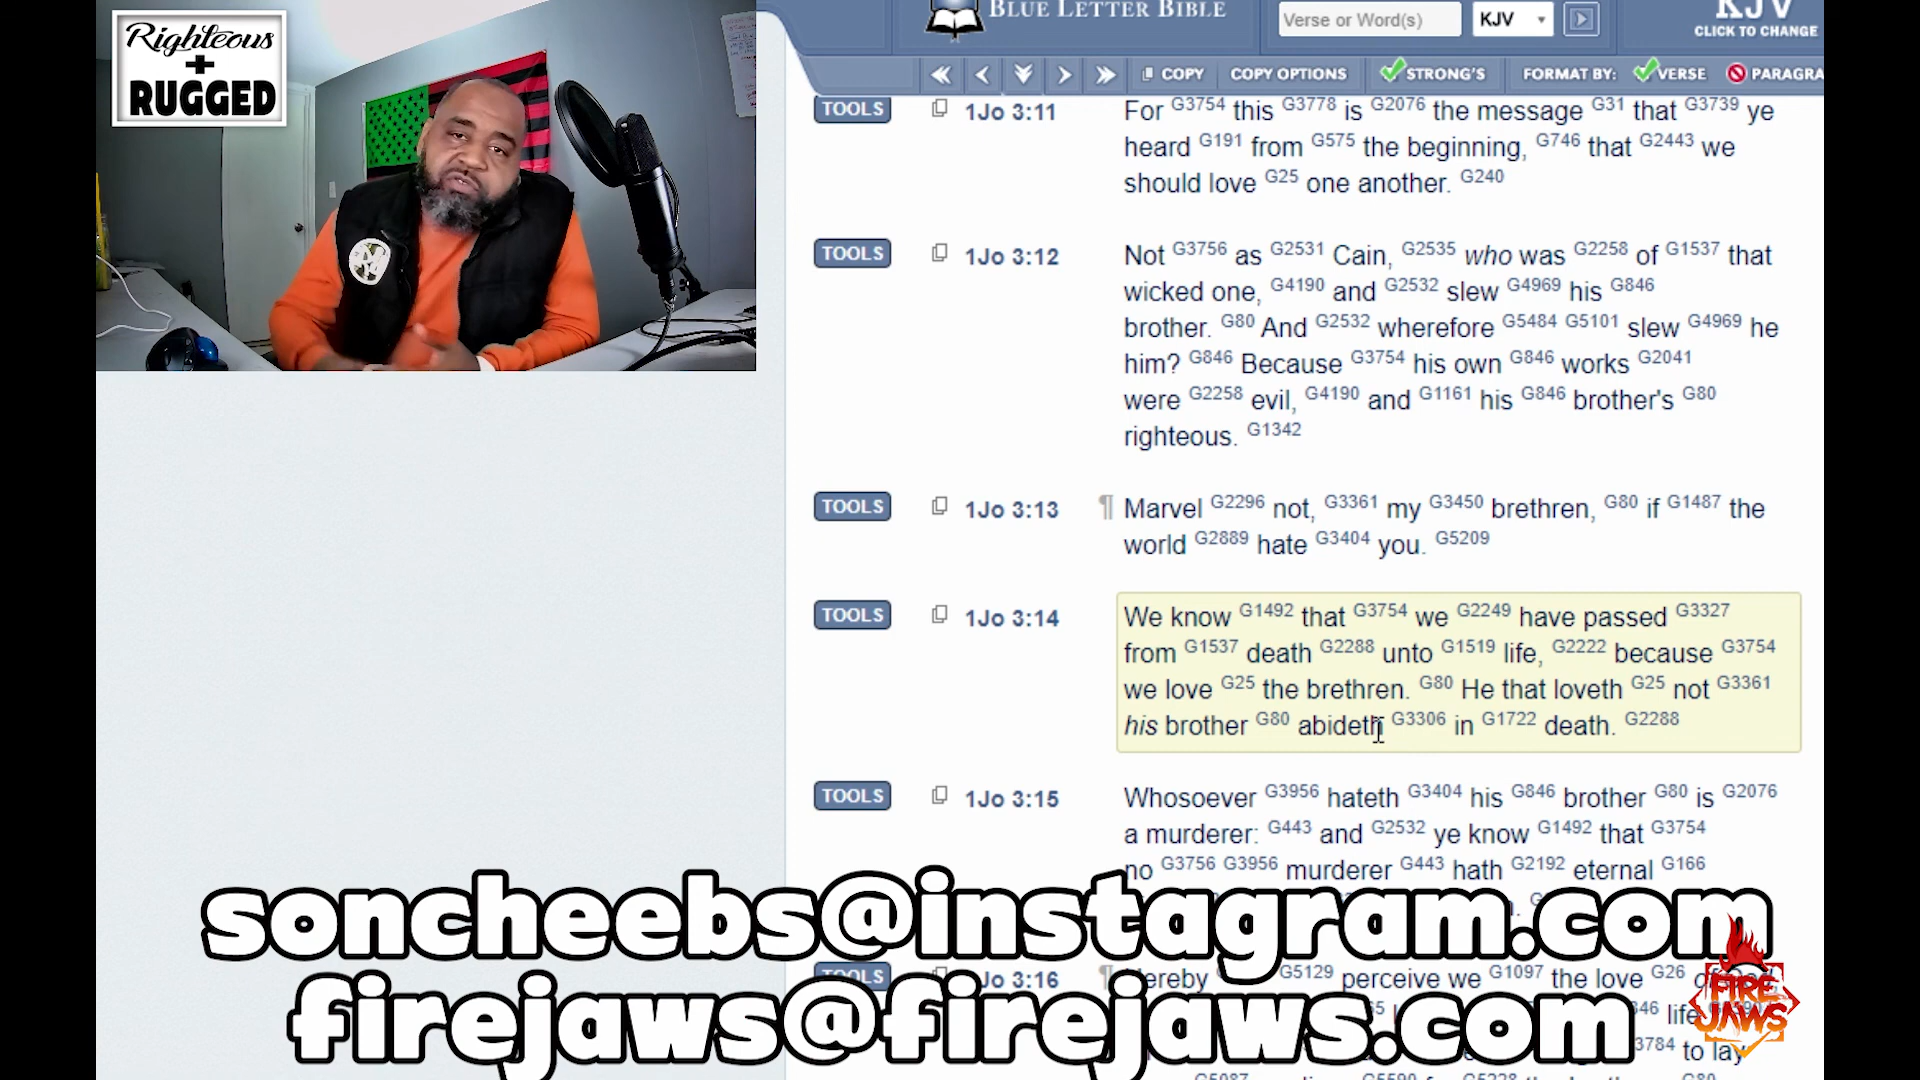 Righteous
+
RUGGED
BLUE LETTER BIBLE
Verse or Word(s)
KJV
KJV
CLICK TO CHANGE
COPY
COPY OPTIONS
STRONG'S
FORMAT BY:
VERSE
PARAGRA
TOOLS
1Jo 3:11
For G3754 this G3778 is G2076 the message G31 that G3739 ye
heard G191 from G575 the beginning, G746 that G2443 we
should love G25 one another. G240
TOOLS
1Jo 3:12
Not G3756 as G2531 Cain, G2535 who was G2258 of G1537 that
wicked one, G4190 and G2532 slew G4969 his G846
brother. G80 And G2532 wherefore G5484 G5101 slew G4969 he
him? G846 Because G3754 his own G846 works G2041
were G2258 evil, G4190 and G1161 his G846 brother's G80
righteous. G1342
TOOLS
1Jo 3:13
¶ Marvel G2296 not, G3361 my G3450 brethren, G80 if G1487 the
world G2889 hate G3404 you. G5209
TOOLS
1Jo 3:14
We know G1492 that G3754 we G2249 have passed G3327
from G1537 death G2288 unto G1519 life, G2222 because G3754
we love G25 the brethren. G80 He that loveth G25 not G3361
his brother G80 abideth G3306 in G1722 death. G2288
TOOLS
1Jo 3:15
Whosoever G3956 hateth G3404 his G846 brother G80 is G2076
a murderer: G443 and G2532 ye know G1492 that G3754
no G3756 G3956 murderer G443 hath G2192 eternal G166
soncheebs@instagram.com
TOOLS
Jo 3:16
G5129 perceive we G1097 the love G26
firejaws@firejaws.com
life
G3784 to lay
FIRE
JAWS
G5590